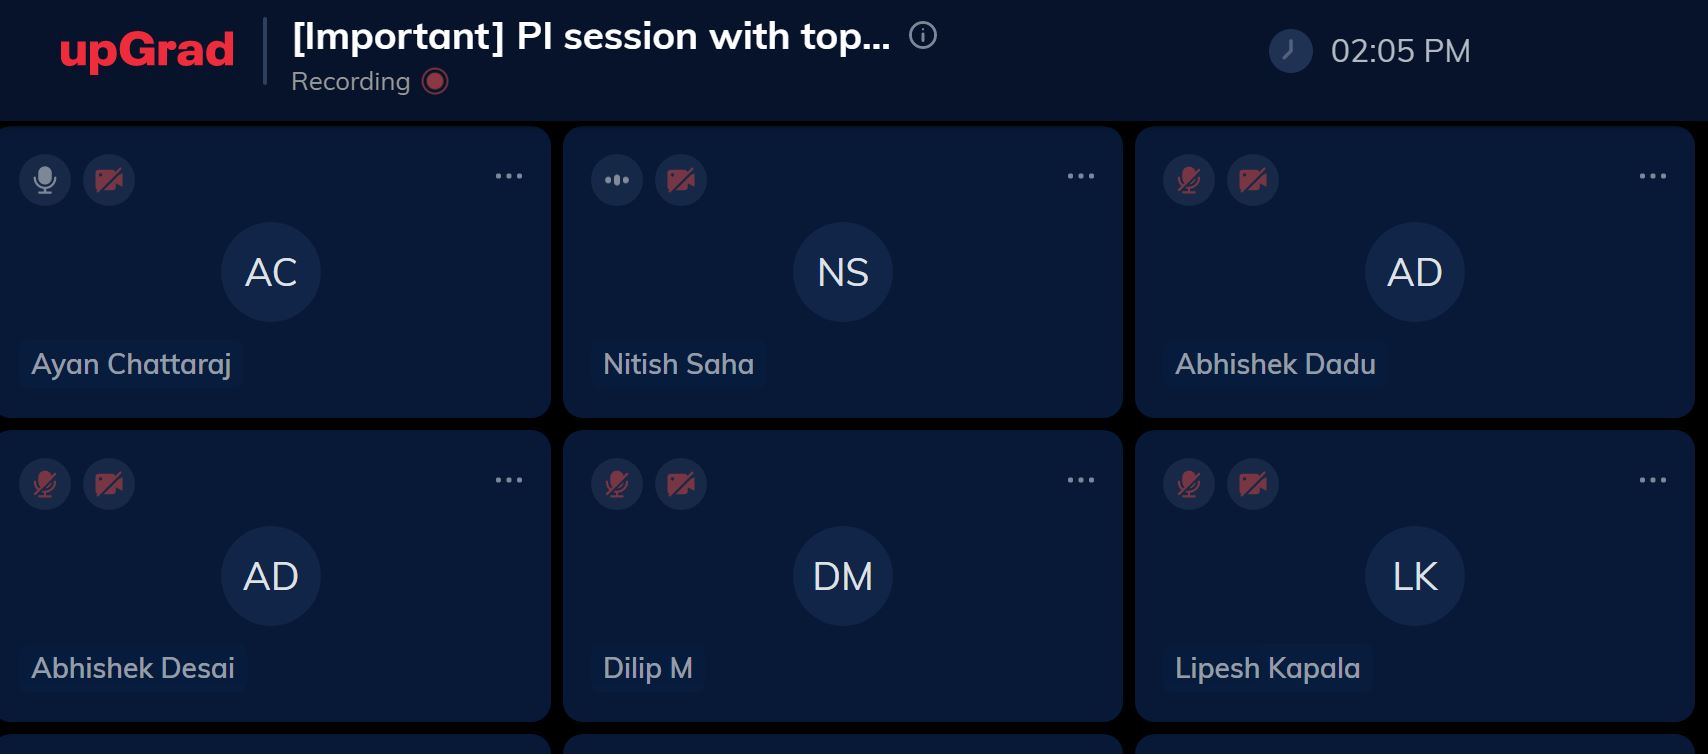 upGrad
[Important] PI session with top...
Recording
02:05 PM
AC
Ayan Chattaraj
NS
Nitish Saha
AD
Abhishek Dadu
AD
Abhishek Desai
DM
Dilip M
LK
Lipesh Kapala